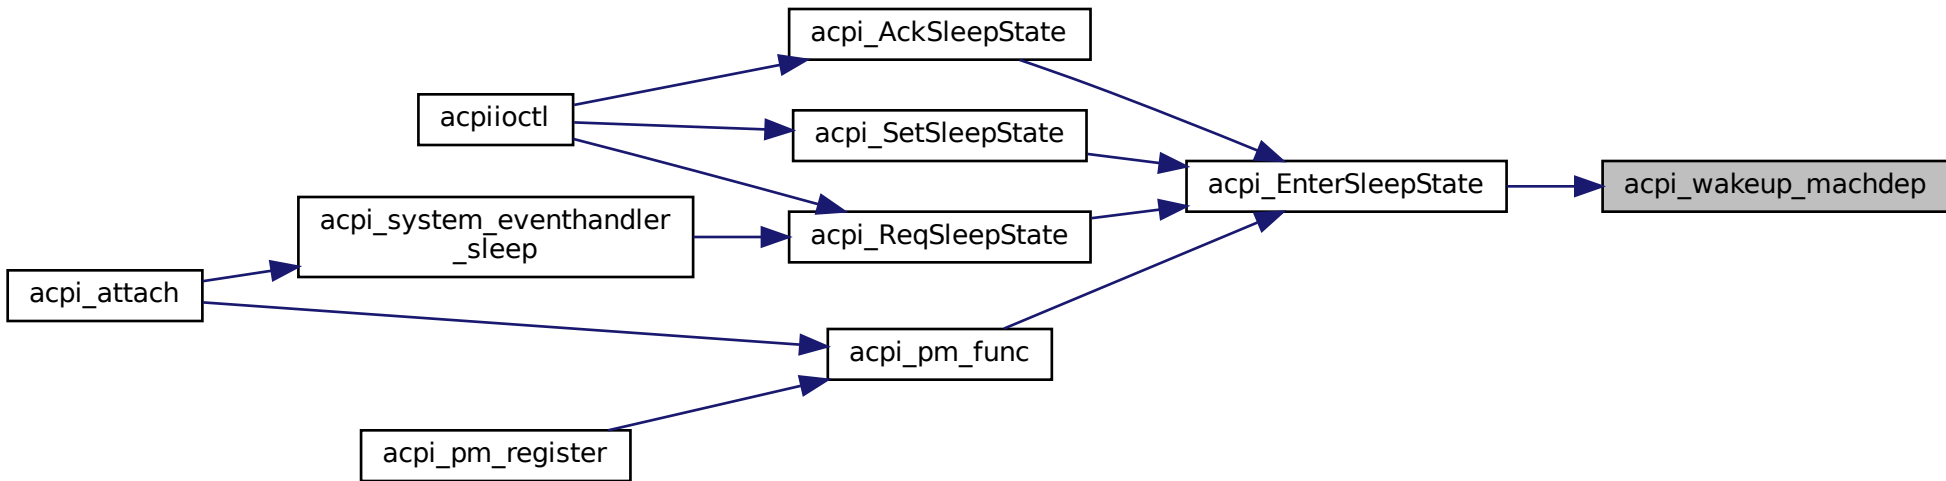 acpi_AckSleepState
acpiioctl
acpi_SetSleepState
acpi_EnterSleepState
acpi_wakeup_machdep
acpi_system_eventhandler
_sleep
acpi_ReqSleepState
acpi_attach
acpi_pm_func
acpi_pm_register